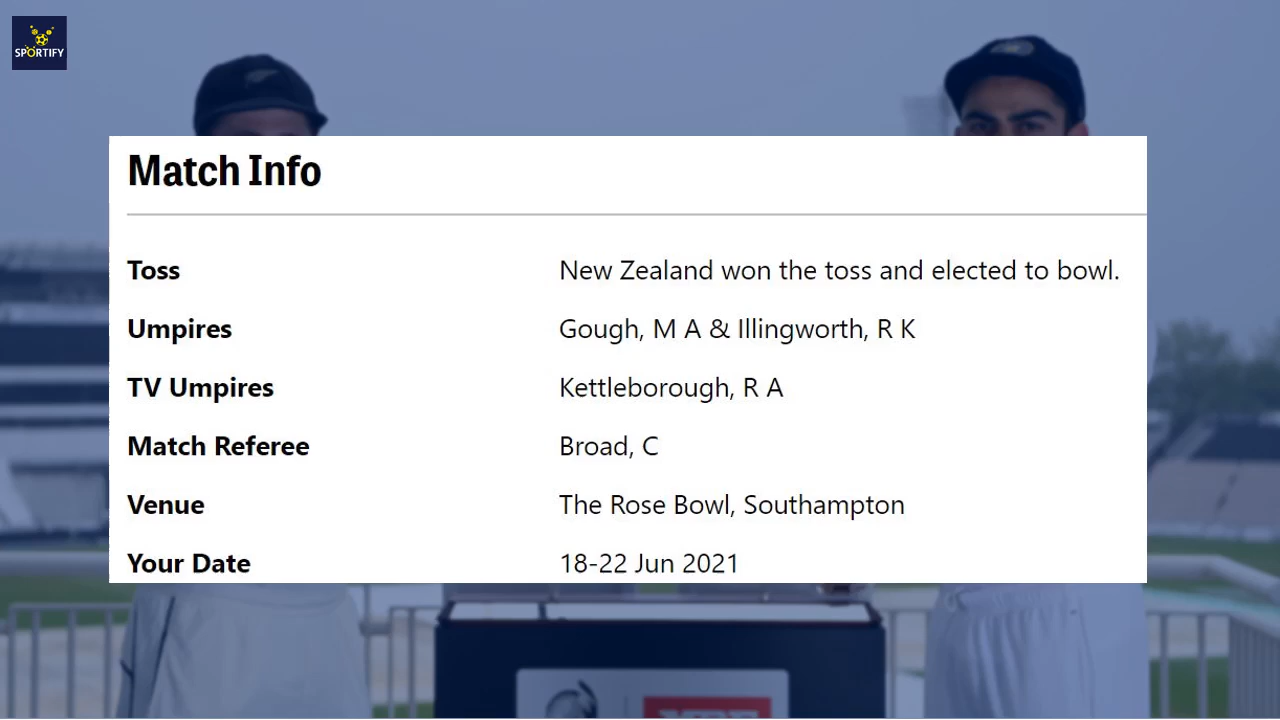 SPORTIFY
Match Info
Toss New Zealand won the toss and elected to bowl.
Umpires Gough, M A & Illingworth, R K
TV Umpires Kettleborough, R A
Match Referee Broad, C
Venue The Rose Bowl, Southampton
Your Date 18-22 Jun 2021